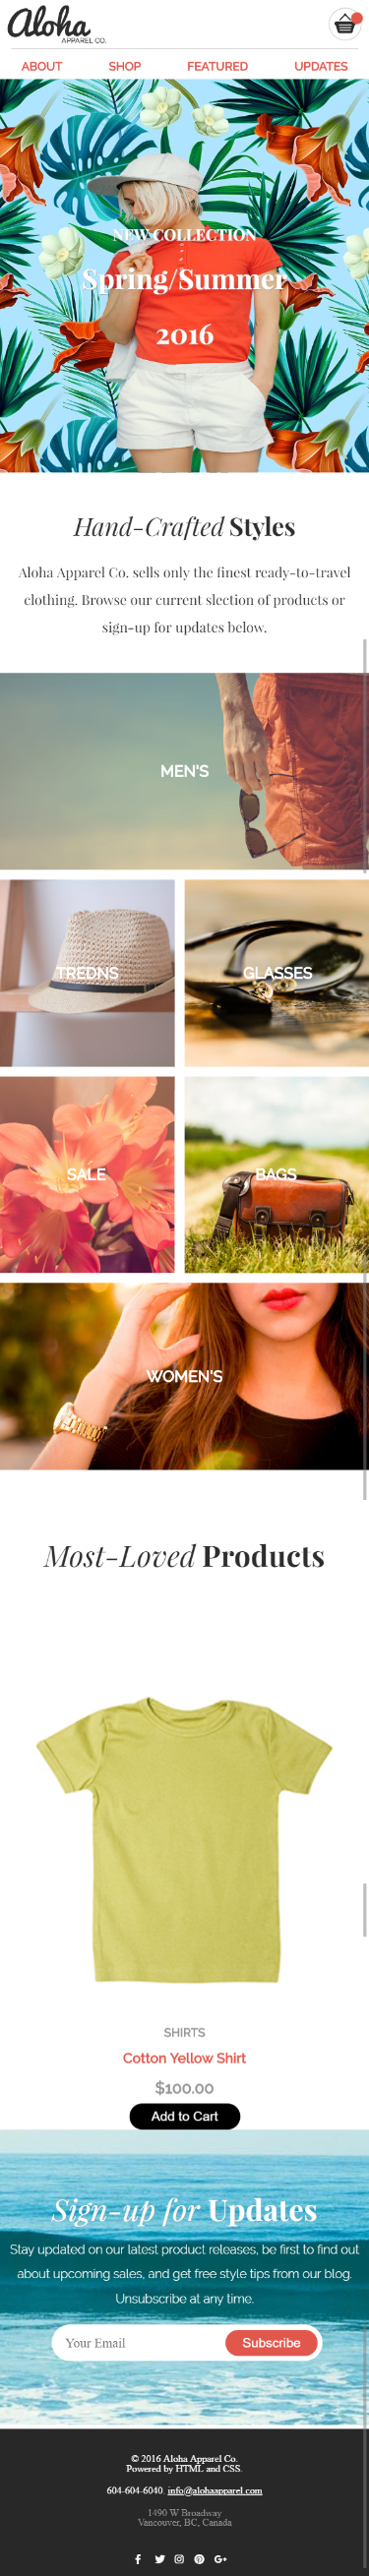 Aloha
APPAREL CO.
ABOUT SHOP FEATURED UPDATES
NEW COLLECTION
Spring/Summer
2016
Hand-Crafted Styles
Aloha Apparel Co. sells only the finest ready-to-travel
clothing. Browse our current slection of products or
sign-up for updates below.
MEN'S
TREDNS
GLASSES
SALE
BAGS
WOMEN'S
Most-Loved Products
SHIRTS
Cotton Yellow Shirt
$100.00
Add to Cart
Sign-up for Updates
Stay updated on our latest product releases, be first to find out
about upcoming sales, and get free style tips from our blog.
Unsubscribe at any time.
Your Email Subscribe
© 2016 Aloha Apparel Co.
Powered by HTML and CSS.
604-604-6040. info@alohaapparel.com
1490 W Broadway
Vancouver, BC, Canada